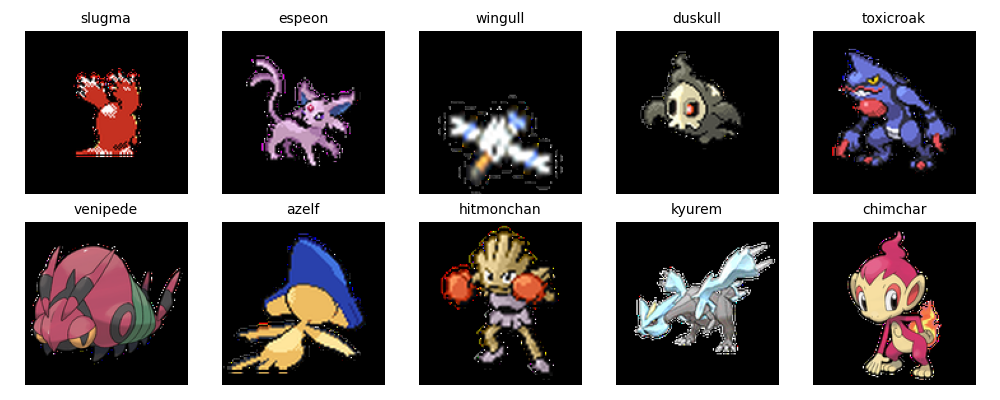 slugma
espeon
wingull
duskull
toxicroak
venipede
azelf
hitmonchan
kyurem
chimchar